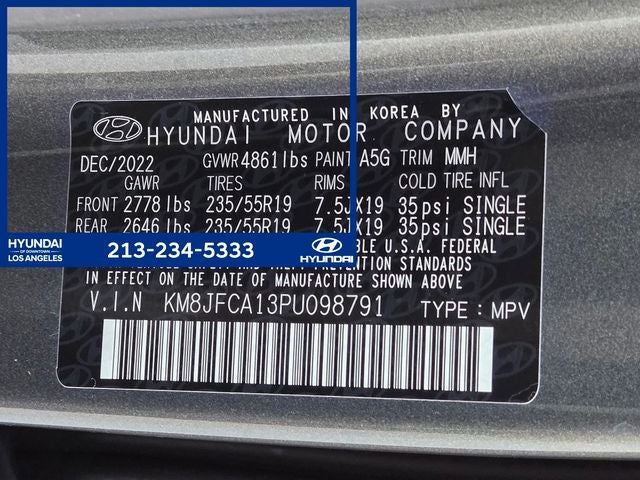 MANUFACTURED IN KOREA BY
HYUNDAI MOTOR COMPANY
DEC/2022 GVWR 4861 lbs PAINT A5G TRIM MMH
GAWR TIRES RIMS COLD TIRE INFL
FRONT 2778 lbs 235/55R19 7.5JX19 35psi SINGLE
REAR 2646 lbs 235/55R19 7.5JX19 35psi SINGLE
U.S.A. FEDERAL
HYUNDAI
OF DOWNTOWN
LOS ANGELES
213-234-5333
HYUNDAI
PREVENTION STANDARDS
IN EFFECT ON THE DATE OF MANUFACTURE SHOWN ABOVE
V.I.N KM8JFCA13PU098791 TYPE : MPV